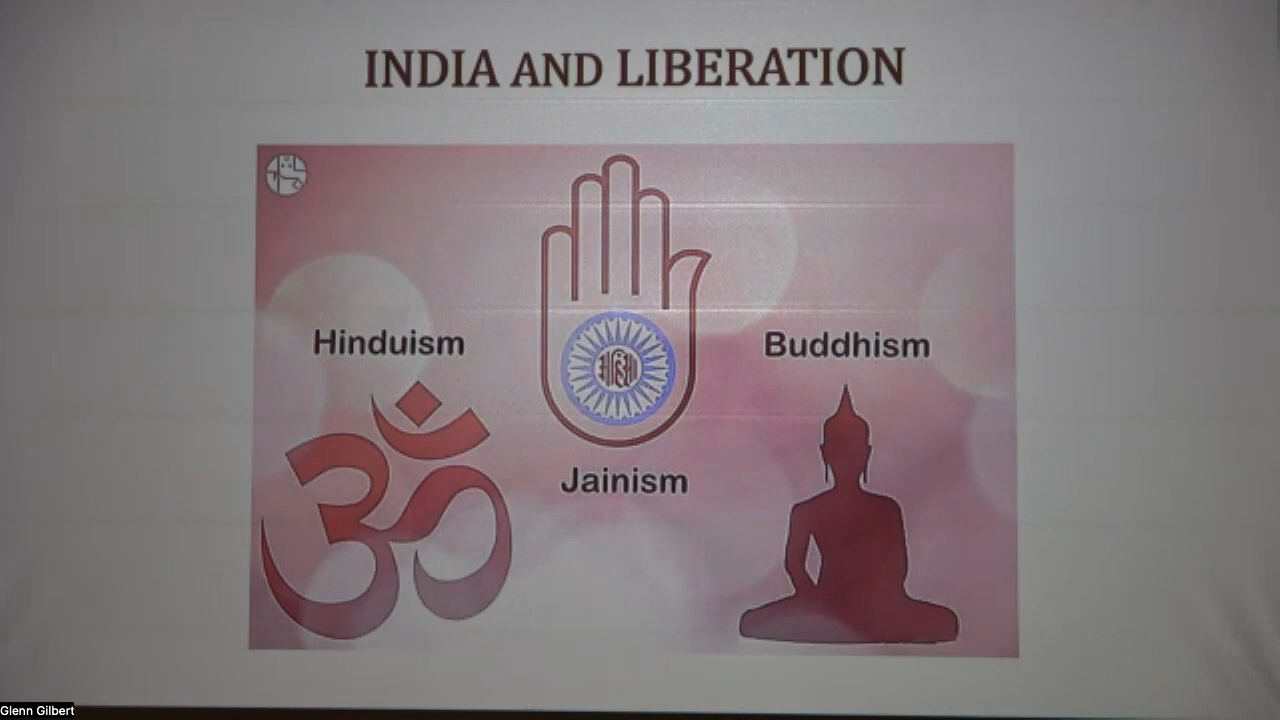 INDIA AND LIBERATION
Hinduism
Buddhism
ॐ
Jainism
Glenn Gilbert